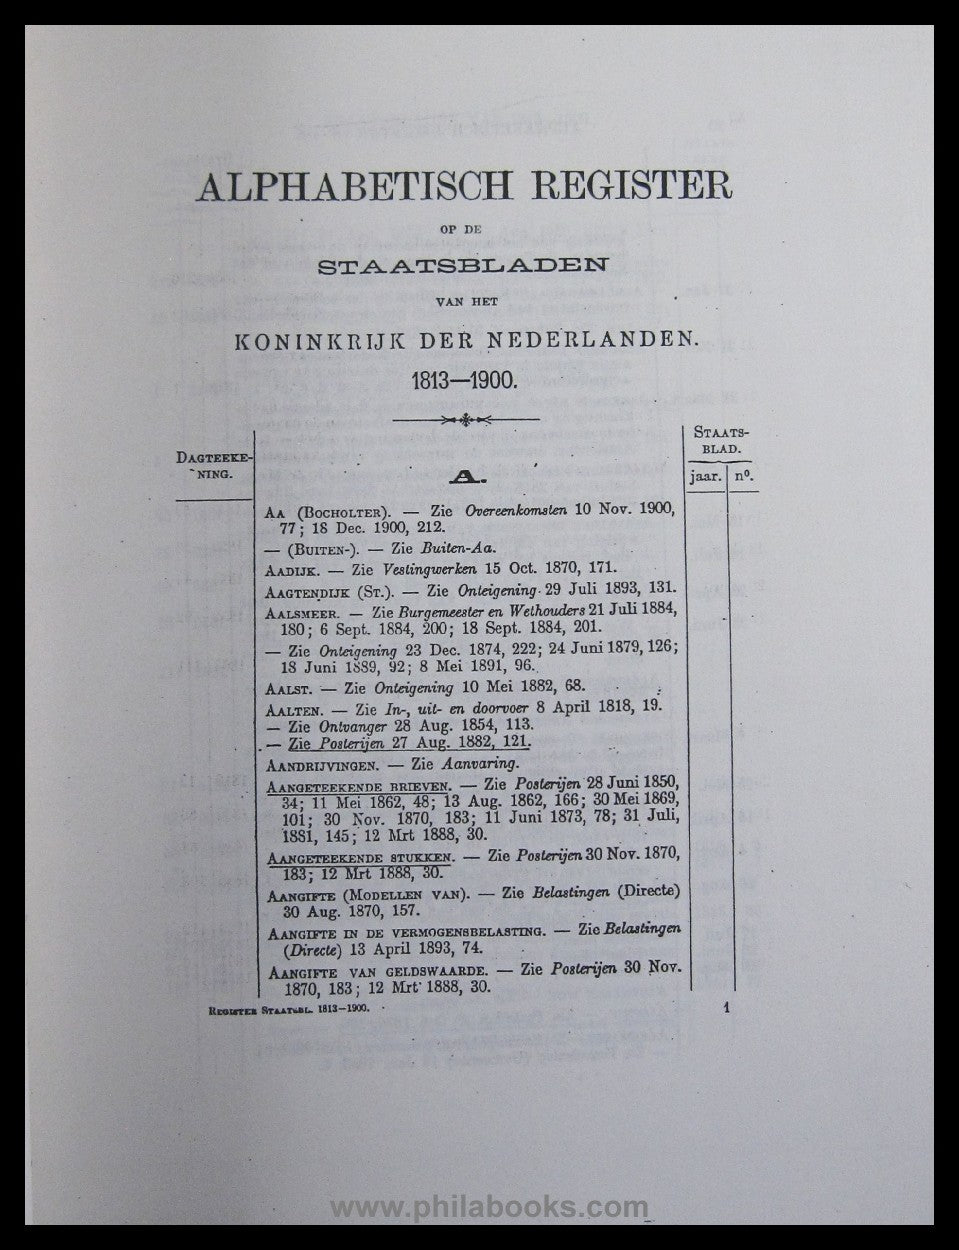 ALPHABETISCH REGISTER
OP DE
STAATSBLADEN
VAN HET
KONINKRIJK DER NEDERLANDEN.
1813—1900.
DAGTEEKE-
NING.
STAATS-
BLAD.
jaar. nº.
A.
AA (BOCHOLTER). — Zie Overeenkomsten 10 Nov. 1900,
77; 18 Dec. 1900, 212.
— (BUITEN-). — Zie Buiten-Aa.
AADIJK. — Zie Vestingwerken 15 Oct. 1870, 171.
AAGTENDIJK (ST.). — Zie Onteigening 29 Juli 1893, 131.
AALSMEER. — Zie Burgemeester en Wethouders 21 Juli 1884,
180; 6 Sept. 1884, 200; 18 Sept. 1884, 201.
— Zie Onteigening 23 Dec. 1874, 222; 24 Juni 1879, 126;
18 Juni 1889, 92; 8 Mei 1891, 96.
AALST. — Zie Onteigening 10 Mei 1882, 68.
AALTEN. — Zie In-, uit- en doorvoer 8 April 1818, 19.
— Zie Ontvanger 28 Aug. 1854, 113.
— Zie Posterijen 27 Aug. 1882, 121.
AANDRIJVINGEN. — Zie Aanvaring.
AANGETEEKENDE BRIEVEN. — Zie Posterijen 28 Juni 1850,
34; 11 Mei 1862, 48; 13 Aug. 1862, 166; 30 Mei 1869,
101; 30 Nov. 1870, 183; 11 Juni 1873, 78; 31 Juli,
1881, 145; 12 Mrt 1888, 30.
AANGETEEKENDE STUKKEN. — Zie Posterijen 30 Nov. 1870,
183; 12 Mrt 1888, 30.
AANGIFTE (MODELLEN VAN). — Zie Belastingen (Directe)
30 Aug. 1870, 157.
AANGIFTE IN DE VERMOGENSBELASTING. — Zie Belastingen
(Directe) 13 April 1893, 74.
AANGIFTE VAN GELDSWAARDE. — Zie Posterijen 30 Nov.
1870, 183; 12 Mrt 1888, 30.
REGISTER STAATSBL. 1813—1900. 1
www.philabooks.com